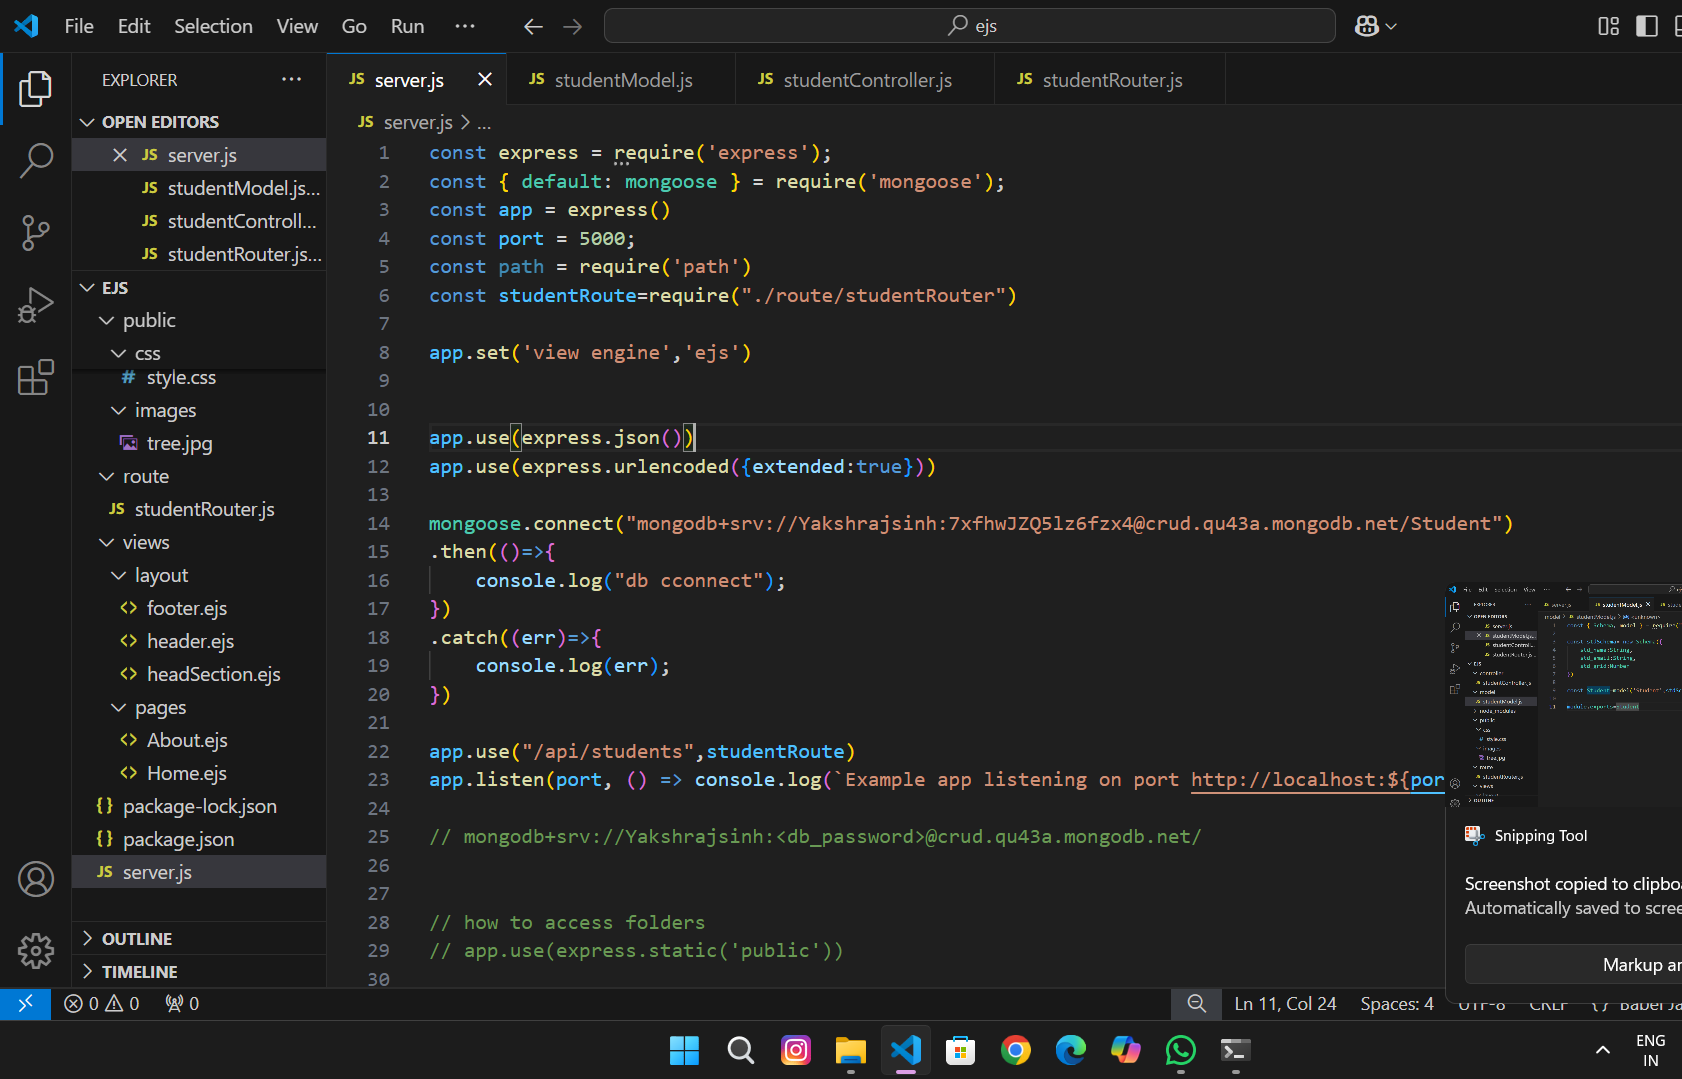 File Edit Selection View Go Run ... ejs
EXPLORER ...
OPEN EDITORS
JS server.js
JS studentModel.js...
JS studentControll...
JS studentRouter.js...
EJS
public
css
# style.css
images
tree.jpg
route
JS studentRouter.js
views
layout
<> footer.ejs
<> header.ejs
<> headSection.ejs
pages
<> About.ejs
<> Home.ejs
{} package-lock.json
{} package.json
JS server.js
OUTLINE
TIMELINE
JS server.js JS studentModel.js JS studentController.js JS studentRouter.js
JS server.js > ...
1 const express = require('express');
2 const { default: mongoose } = require('mongoose');
3 const app = express()
4 const port = 5000;
5 const path = require('path')
6 const studentRoute=require("./route/studentRouter")
7
8 app.set('view engine','ejs')
9
10
11 app.use(express.json())
12 app.use(express.urlencoded({extended:true}))
13
14 mongoose.connect("mongodb+srv://Yakshrajsinh:7xfhwJZQ5lz6fzx4@crud.qu43a.mongodb.net/Student")
15 .then(()=>{
16 console.log("db cconnect");
17 })
18 .catch((err)=>{
19 console.log(err);
20 })
21
22 app.use("/api/students",studentRoute)
23 app.listen(port, () => console.log(`Example app listening on port http://localhost:${por
24
25 // mongodb+srv://Yakshrajsinh:<db_password>@crud.qu43a.mongodb.net/
26
27
28 // how to access folders
29 // app.use(express.static('public'))
30
Snipping Tool
Screenshot copied to clipboa
Automatically saved to scree
Markup an
0 0 0 Ln 11, Col 24 Spaces: 4 UTF-8 CRLF {} Babel Ja
ENG
IN